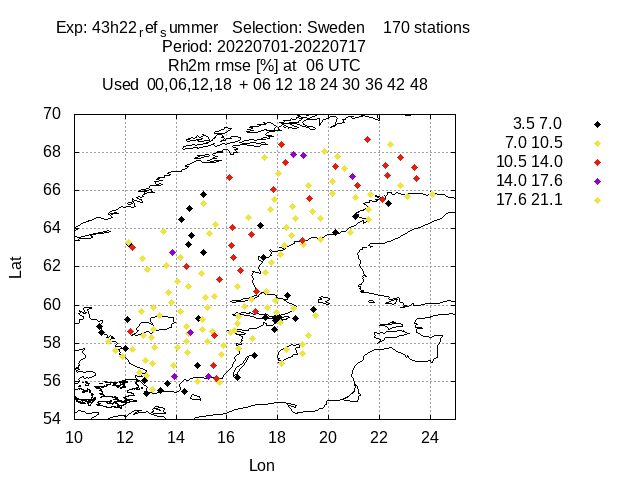 Exp: 43h22refsummer Selection: Sweden 170 stations
Period: 20220701-20220717
Rh2m rmse [%] at 06 UTC
Used 00,06,12,18 + 06 12 18 24 30 36 42 48
70
68
66
64
62
60
58
56
54
10 12 14 16 18 20 22 24
Lat
Lon
3.5 7.0
7.0 10.5
10.5 14.0
14.0 17.6
17.6 21.1